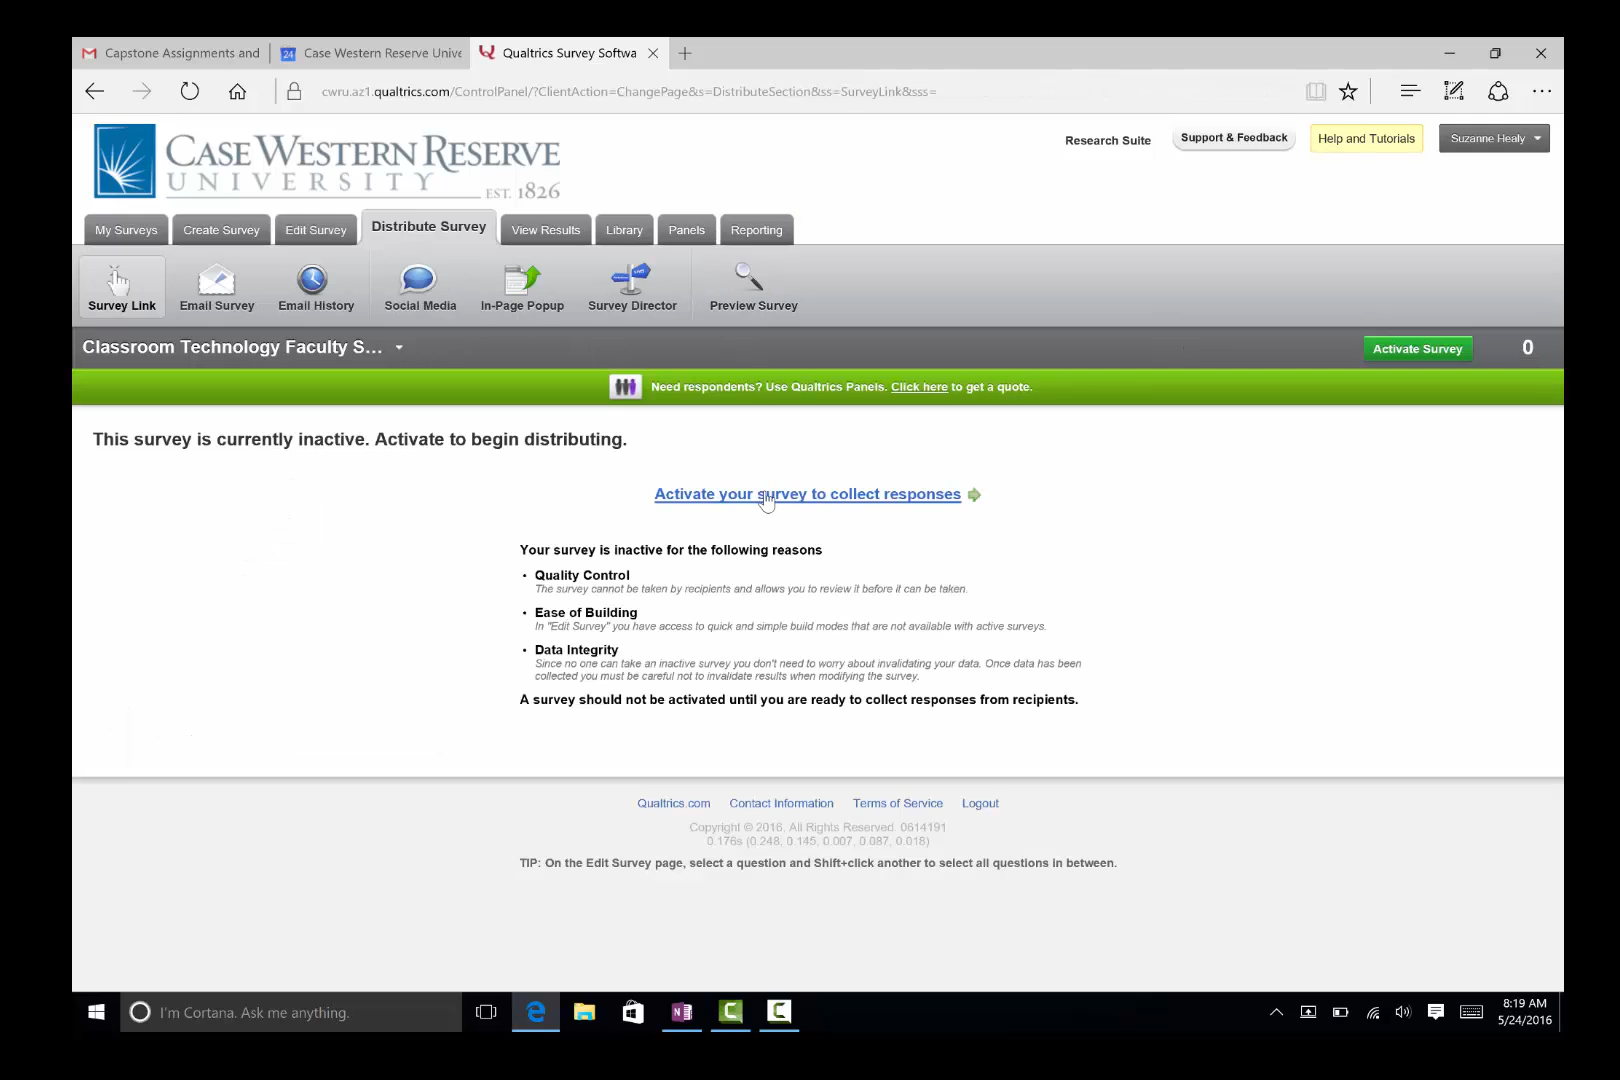 Capstone Assignments and
24 Case Western Reserve Unive
Qualtrics Survey Softwa
cwru.az1.qualtrics.com/ControlPanel/?ClientAction=ChangePage&s=DistributeSection&ss=SurveyLink&sss=
CASE WESTERN RESERVE
UNIVERSITY EST. 1826
Research Suite
Support & Feedback
Help and Tutorials
Suzanne Healy
My Surveys
Create Survey
Edit Survey
Distribute Survey
View Results
Library
Panels
Reporting
Survey Link
Email Survey
Email History
Social Media
In-Page Popup
Survey Director
Preview Survey
Classroom Technology Faculty S...
Activate Survey
0
Need respondents? Use Qualtrics Panels. Click here to get a quote.
This survey is currently inactive. Activate to begin distributing.
Activate your survey to collect responses
Your survey is inactive for the following reasons
• Quality Control
The survey cannot be taken by recipients and allows you to review it before it can be taken.
• Ease of Building
In "Edit Survey" you have access to quick and simple build modes that are not available with active surveys.
• Data Integrity
Since no one can take an inactive survey you don't need to worry about invalidating your data. Once data has been
collected you must be careful not to invalidate results when modifying the survey.
A survey should not be activated until you are ready to collect responses from recipients.
Qualtrics.com
Contact Information
Terms of Service
Logout
Copyright © 2016, All Rights Reserved. 0614191
0.176s (0.248, 0.145, 0.007, 0.087, 0.018)
TIP: On the Edit Survey page, select a question and Shift+click another to select all questions in between.
I'm Cortana. Ask me anything.
8:19 AM
5/24/2016